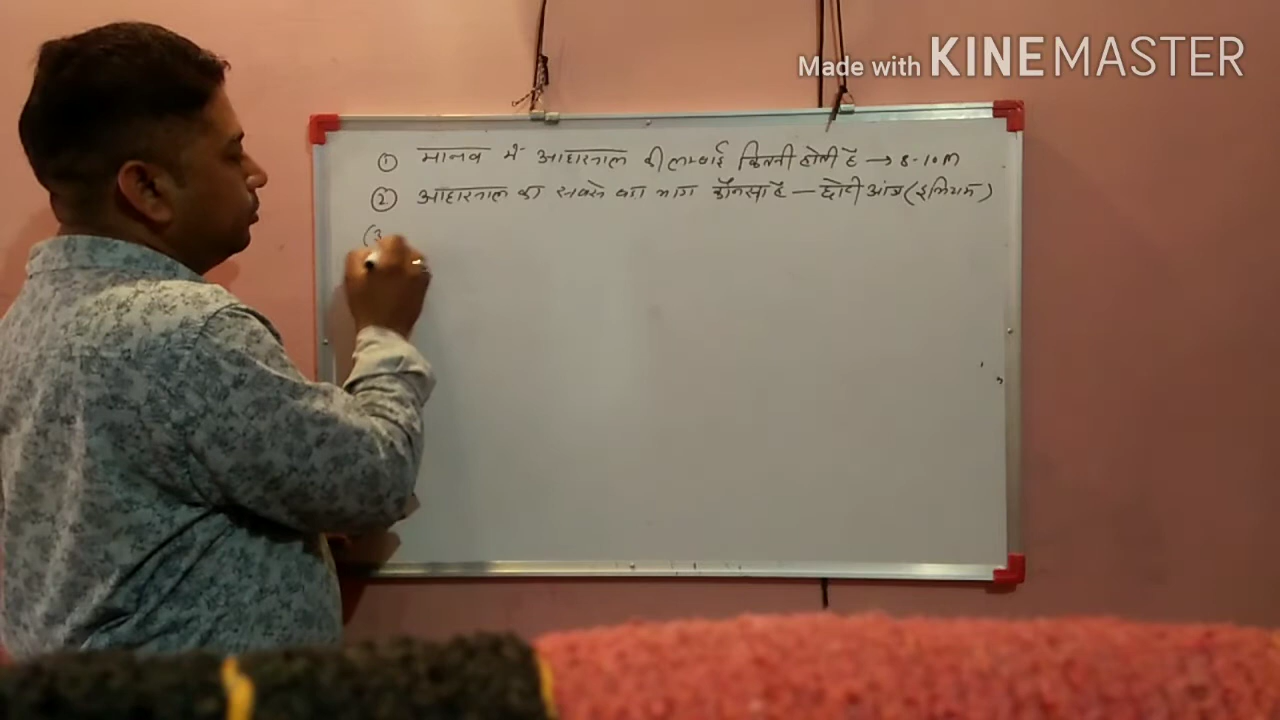 Made with KINEMASTER
① मानव में आहारनाल की लम्बाई कितनी होती है → 8-10m
② आहारनाल का सबसे बड़ा भाग कौनसा है — छोटी आंत्र (इलियम)
(3